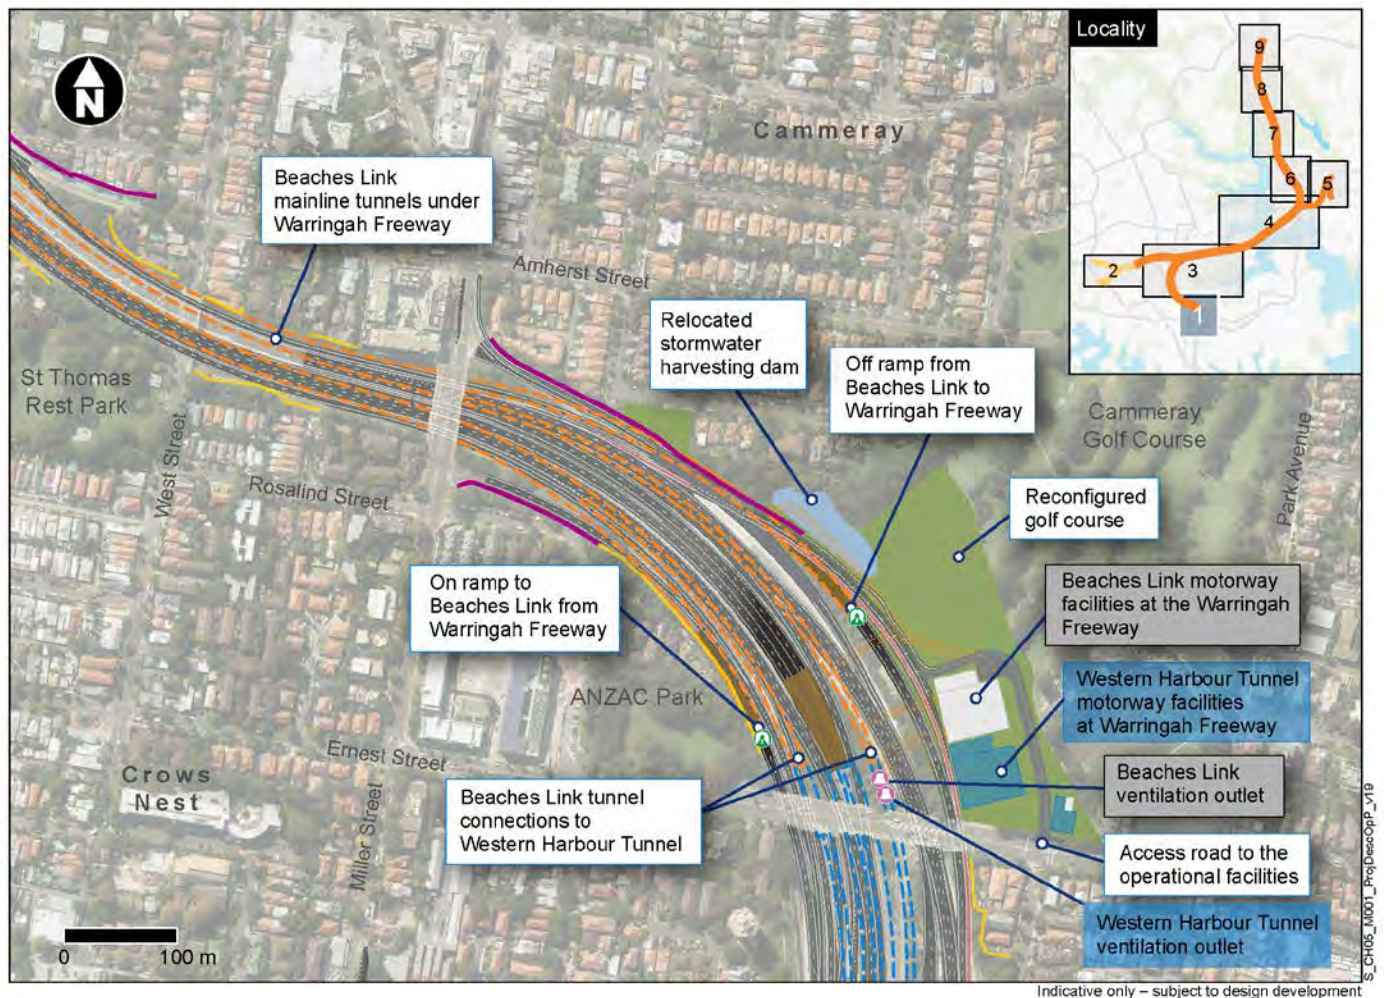 Locality
9
8
7
6
5
4
3
2
1
N
Cammeray
Beaches Link
mainline tunnels under
Warringah Freeway
Amherst Street
Relocated
stormwater
harvesting dam
Off ramp from
Beaches Link to
Warringah Freeway
St Thomas
Rest Park
Cammeray
Golf Course
West Street
Rosalind Street
Park Avenue
Reconfigured
golf course
On ramp to
Beaches Link from
Warringah Freeway
Beaches Link motorway
facilities at the Warringah
Freeway
ANZAC Park
Western Harbour Tunnel
motorway facilities
at Warringah Freeway
Ernest Street
Crows
Nest
Miller Street
Beaches Link tunnel
connections to
Western Harbour Tunnel
Beaches Link
ventilation outlet
Access road to the
operational facilities
Western Harbour Tunnel
ventilation outlet
0 100 m
S_CH05_M001_ProjDescOpP_v19
Indicative only – subject to design development